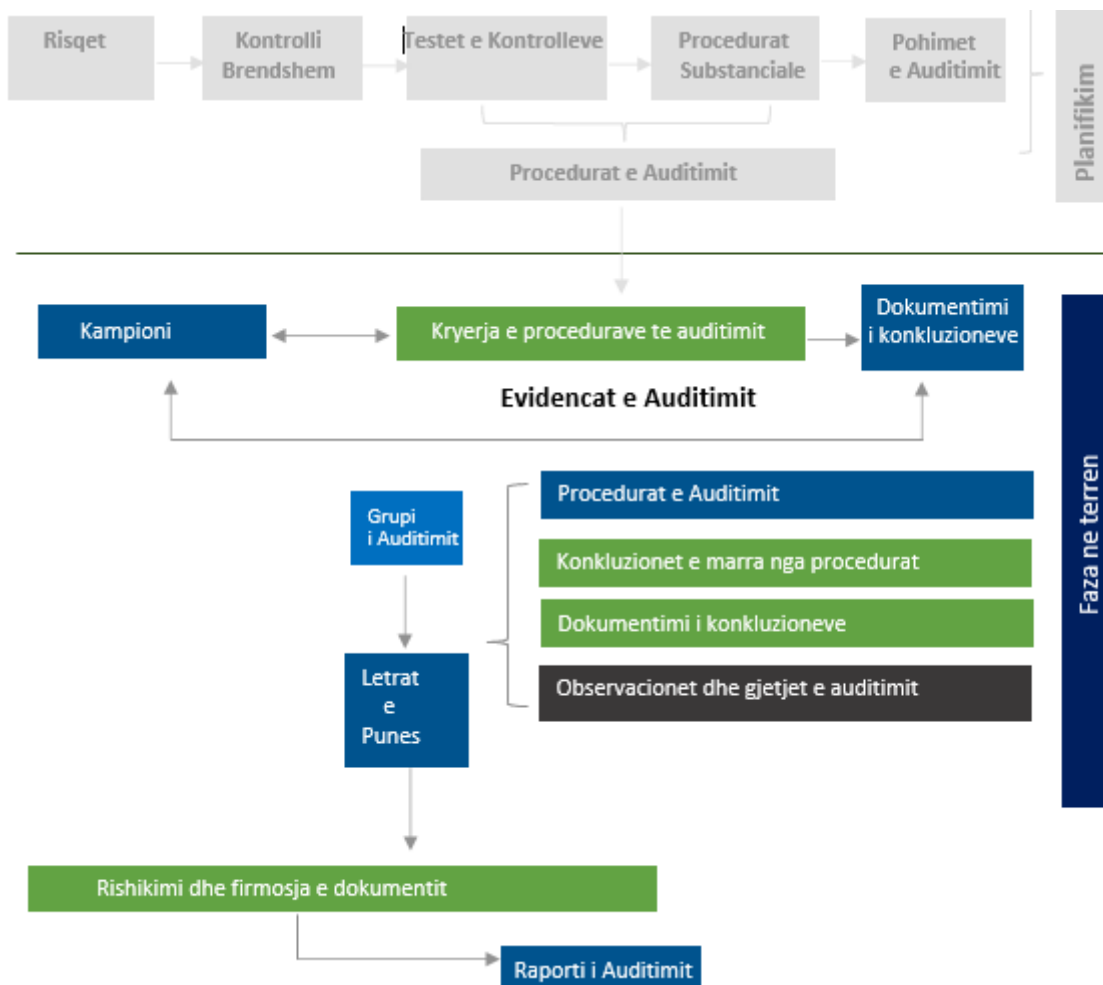 Risqet
Kontrolli
Brendshem
Testet e Kontrolleve
Procedurat
Substanciale
Pohimet
e Auditimit
Planifikim
Procedurat e Auditimit
Kampioni
Kryerja e procedurave te auditimit
Dokumentimi
i konkluzioneve
Evidencat e Auditimit
Grupi
i Auditimit
Procedurat e Auditimit
Konkluzionet e marra nga procedurat
Dokumentimi i konkluzioneve
Observacionet dhe gjetjet e auditimit
Faza ne terren
Letrat
e
Punes
Rishikimi dhe firmosja e dokumentit
Raporti i Auditimit